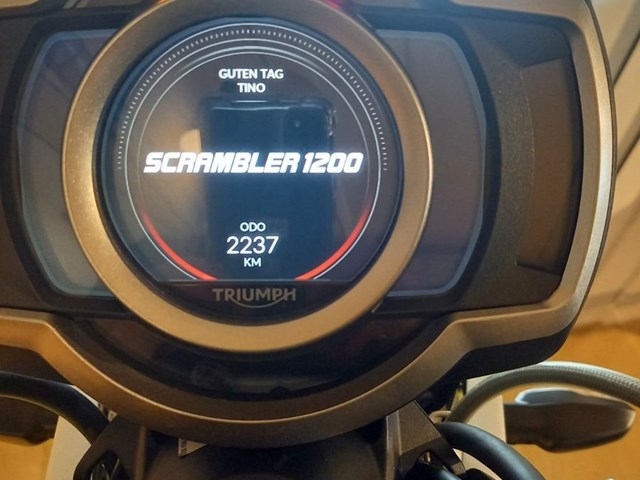 GUTEN TAG
TINO
SCRAMBLER 1200
ODO
2237
KM
TRIUMPH